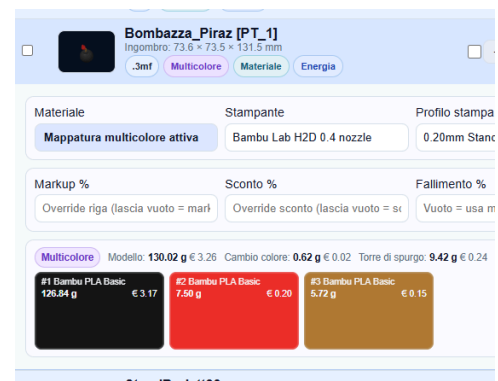 Bombazza_Piraz [PT_1]
Ingombro: 73.6 × 73.5 × 131.5 mm
.3mf Multicolore Materiale Energia
Materiale Stampante Profilo stampa
Mappatura multicolore attiva Bambu Lab H2D 0.4 nozzle 0.20mm Stanc
Markup % Sconto % Fallimento %
Override riga (lascia vuoto = mark Override sconto (lascia vuoto = sc Vuoto = usa m
Multicolore Modello: 130.02 g € 3.26 Cambio colore: 0.62 g € 0.02 Torre di spurgo: 9.42 g € 0.24
#1 Bambu PLA Basic #2 Bambu PLA Basic #3 Bambu PLA Basic
126.84 g € 3.17 7.50 g € 0.20 5.72 g € 0.15